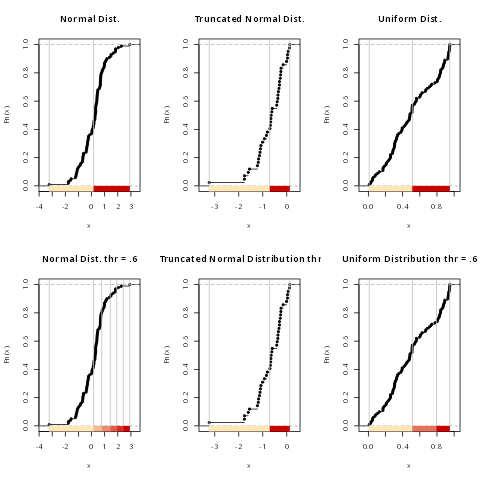 Normal Dist.
Truncated Normal Dist.
Uniform Dist.
Fn(x)
0.0 0.2 0.4 0.6 0.8 1.0
-4 -2 0 1 2 3
x
Fn(x)
0.0 0.2 0.4 0.6 0.8 1.0
-3 -2 -1 0
x
Fn(x)
0.0 0.2 0.4 0.6 0.8 1.0
0.0 0.4 0.8
x
Normal Dist. thr = .6
Truncated Normal Distribution thr
Uniform Distribution thr = .6
Fn(x)
0.0 0.2 0.4 0.6 0.8 1.0
-4 -2 0 1 2 3
x
Fn(x)
0.0 0.2 0.4 0.6 0.8 1.0
-3 -2 -1 0
x
Fn(x)
0.0 0.2 0.4 0.6 0.8 1.0
0.0 0.4 0.8
x